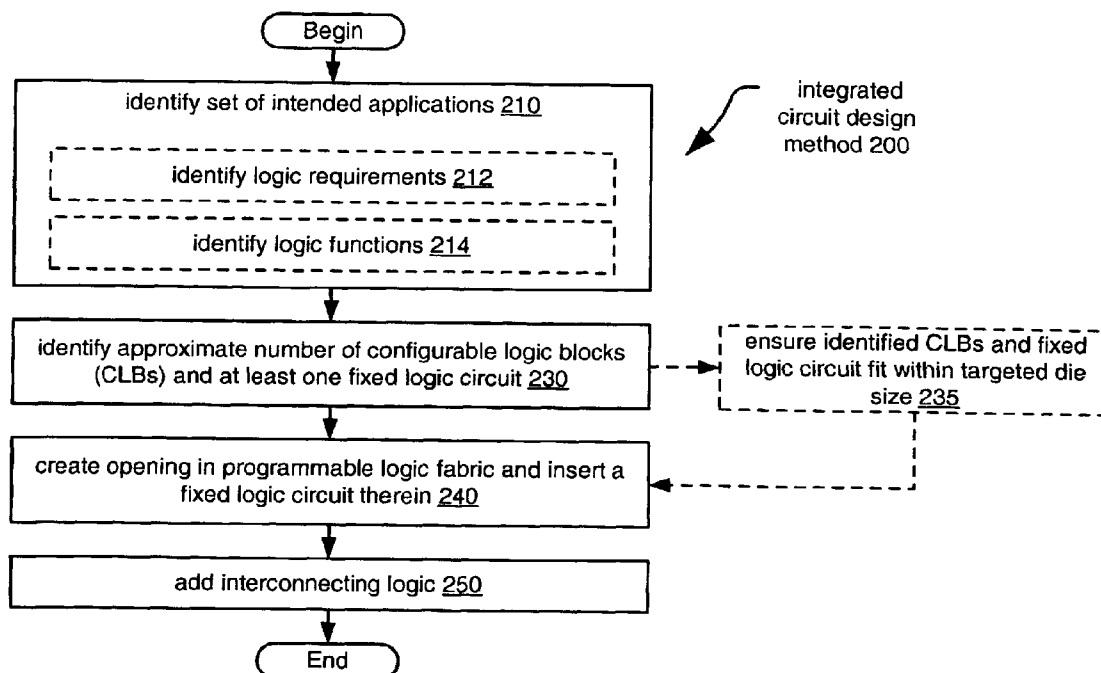 Begin
identify set of intended applications 210
integrated
circuit design
method 200
identify logic requirements 212
identify logic functions 214
identify approximate number of configurable logic blocks
(CLBs) and at least one fixed logic circuit 230
ensure identified CLBs and fixed
logic circuit fit within targeted die
size 235
create opening in programmable logic fabric and insert a
fixed logic circuit therein 240
add interconnecting logic 250
End